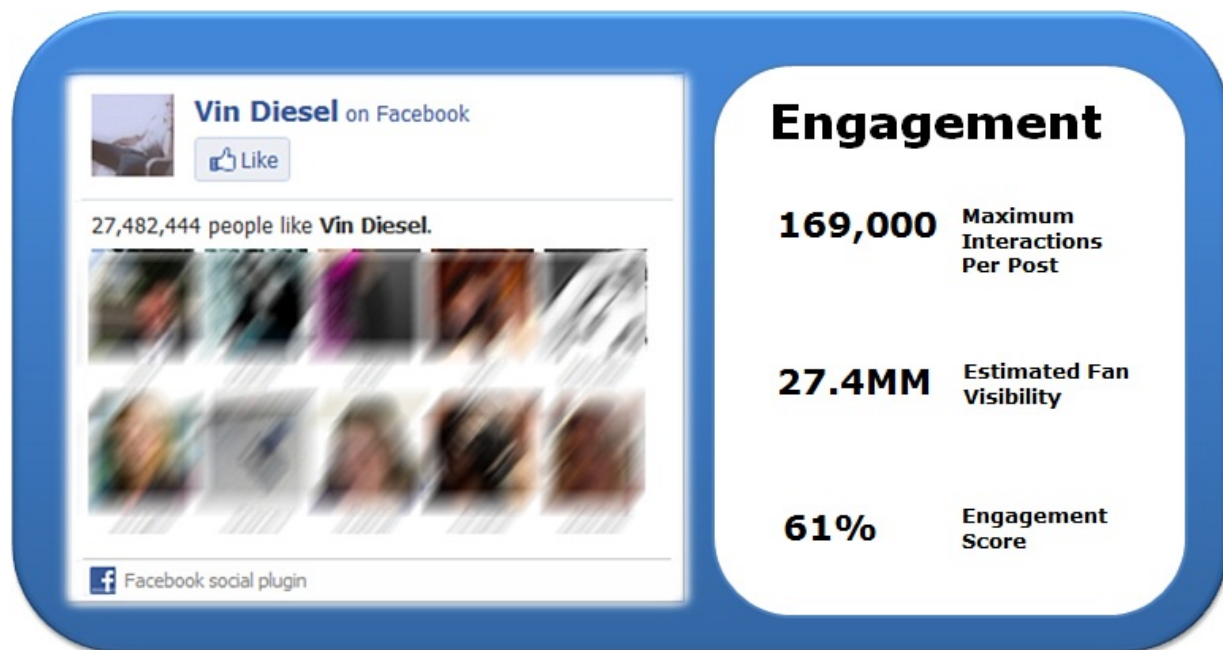 Vin Diesel on Facebook
Like
27,482,444 people like Vin Diesel.
Facebook social plugin
Engagement
169,000 Maximum
Interactions
Per Post
27.4MM Estimated Fan
Visibility
61% Engagement
Score